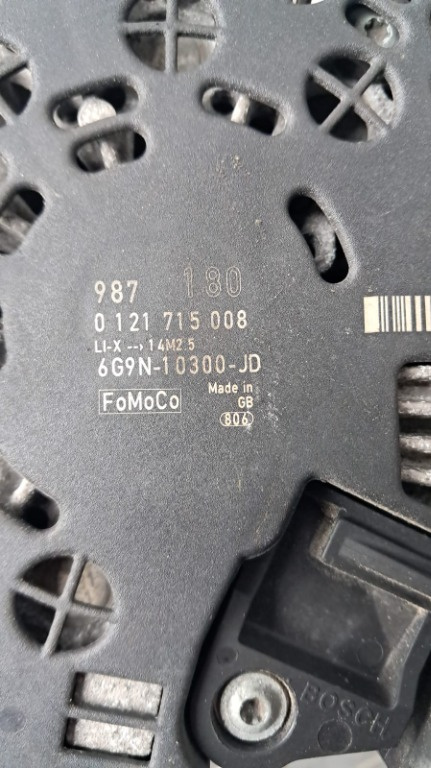 987 180
0 121 715 008
LI-X --> 14M2.5
6G9N-10300-JD
FoMoCo Made in
GB
806
BOSCH